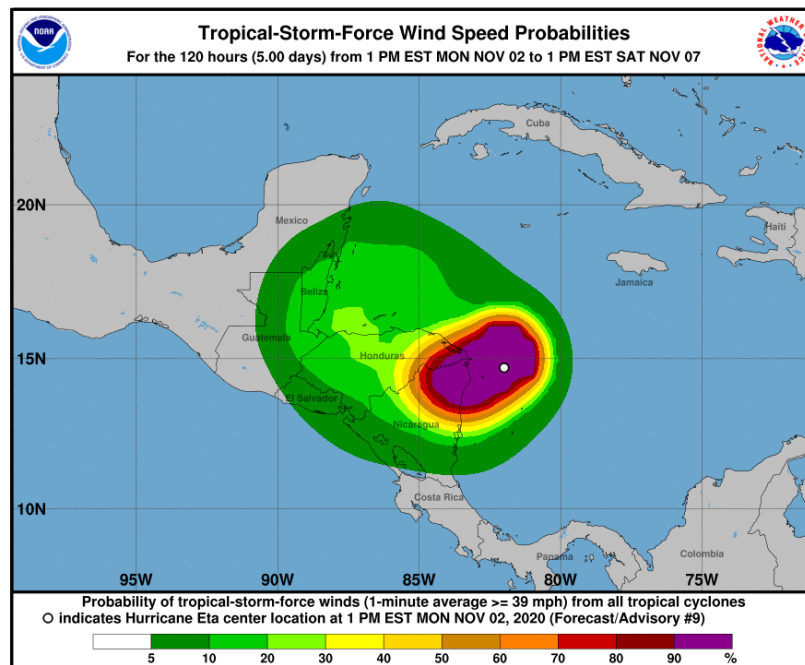 Tropical-Storm-Force Wind Speed Probabilities
For the 120 hours (5.00 days) from 1 PM EST MON NOV 02 to 1 PM EST SAT NOV 07
NOAA
Cuba
20N
Mexico
Haiti
Jamaica
Belize
Guatemala
15N
Honduras
El Salvador
Nicaragua
Costa Rica
10N
Panama
Colombia
95W 90W 85W 80W 75W
Probability of tropical-storm-force winds (1-minute average >= 39 mph) from all tropical cyclones
indicates Hurricane Eta center location at 1 PM EST MON NOV 02, 2020 (Forecast/Advisory #9)
5 10 20 30 40 50 60 70 80 90 %